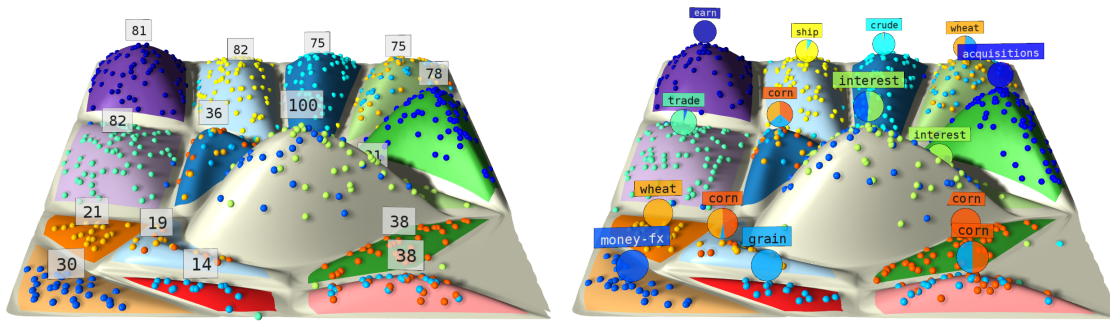 81
82
75
75
78
100
36
82
21
19
38
38
30
14
earn
ship
crude
wheat
acquisitions
interest
corn
trade
interest
wheat
corn
corn
money-fx
grain
corn